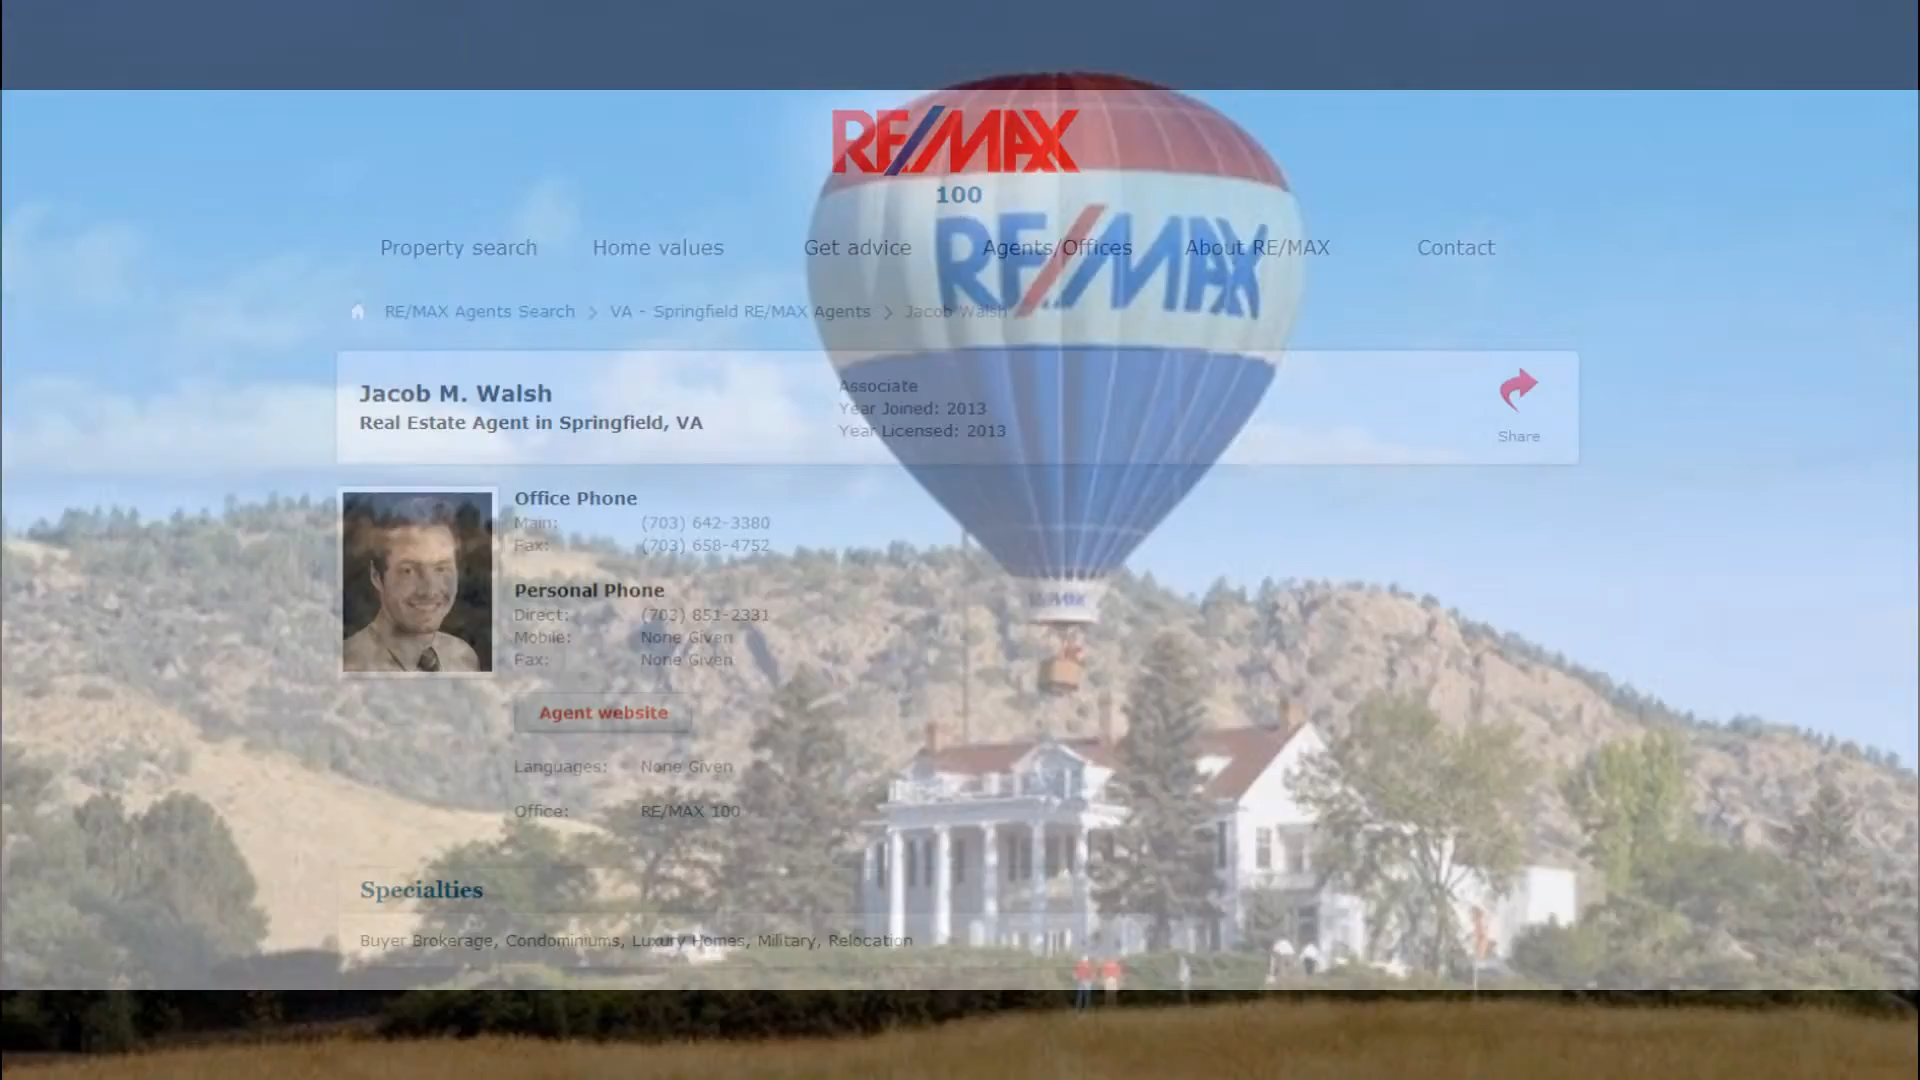 RE/MAX
100
RE/MAX
Property search Home values Get advice Agents/Offices About RE/MAX Contact
RE/MAX Agents Search > VA - Springfield RE/MAX Agents > Jacob Walsh
Jacob M. Walsh
Real Estate Agent in Springfield, VA
Associate
Year Joined: 2013
Year Licensed: 2013
Share
Office Phone
Main: (703) 642-3380
Fax: (703) 658-4752
Personal Phone
Direct: (703) 851-2331
Mobile: None Given
Fax: None Given
RE/MAX
Agent website
Languages: None Given
Office: RE/MAX 100
Specialties
Buyer Brokerage, Condominiums, Luxury Homes, Military, Relocation